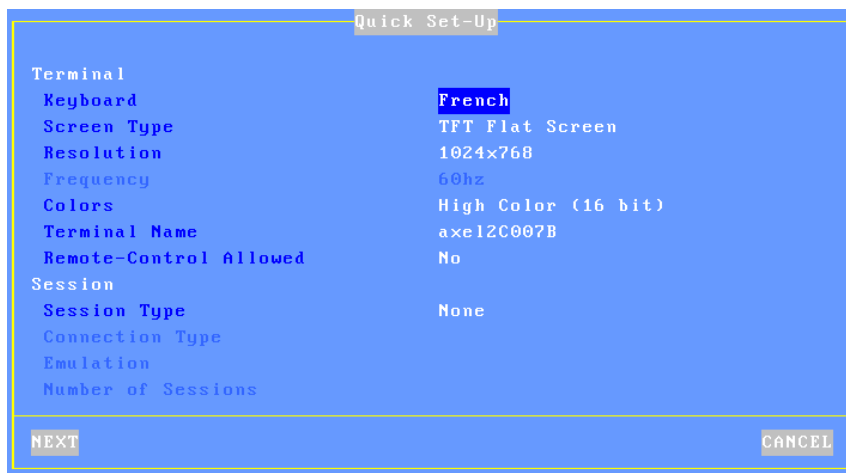 Quick Set-Up
Terminal
Keyboard French
Screen Type TFT Flat Screen
Resolution 1024x768
Frequency 60hz
Colors High Color (16 bit)
Terminal Name axel2C007B
Remote-Control Allowed No
Session
Session Type None
Connection Type
Emulation
Number of Sessions
NEXT CANCEL